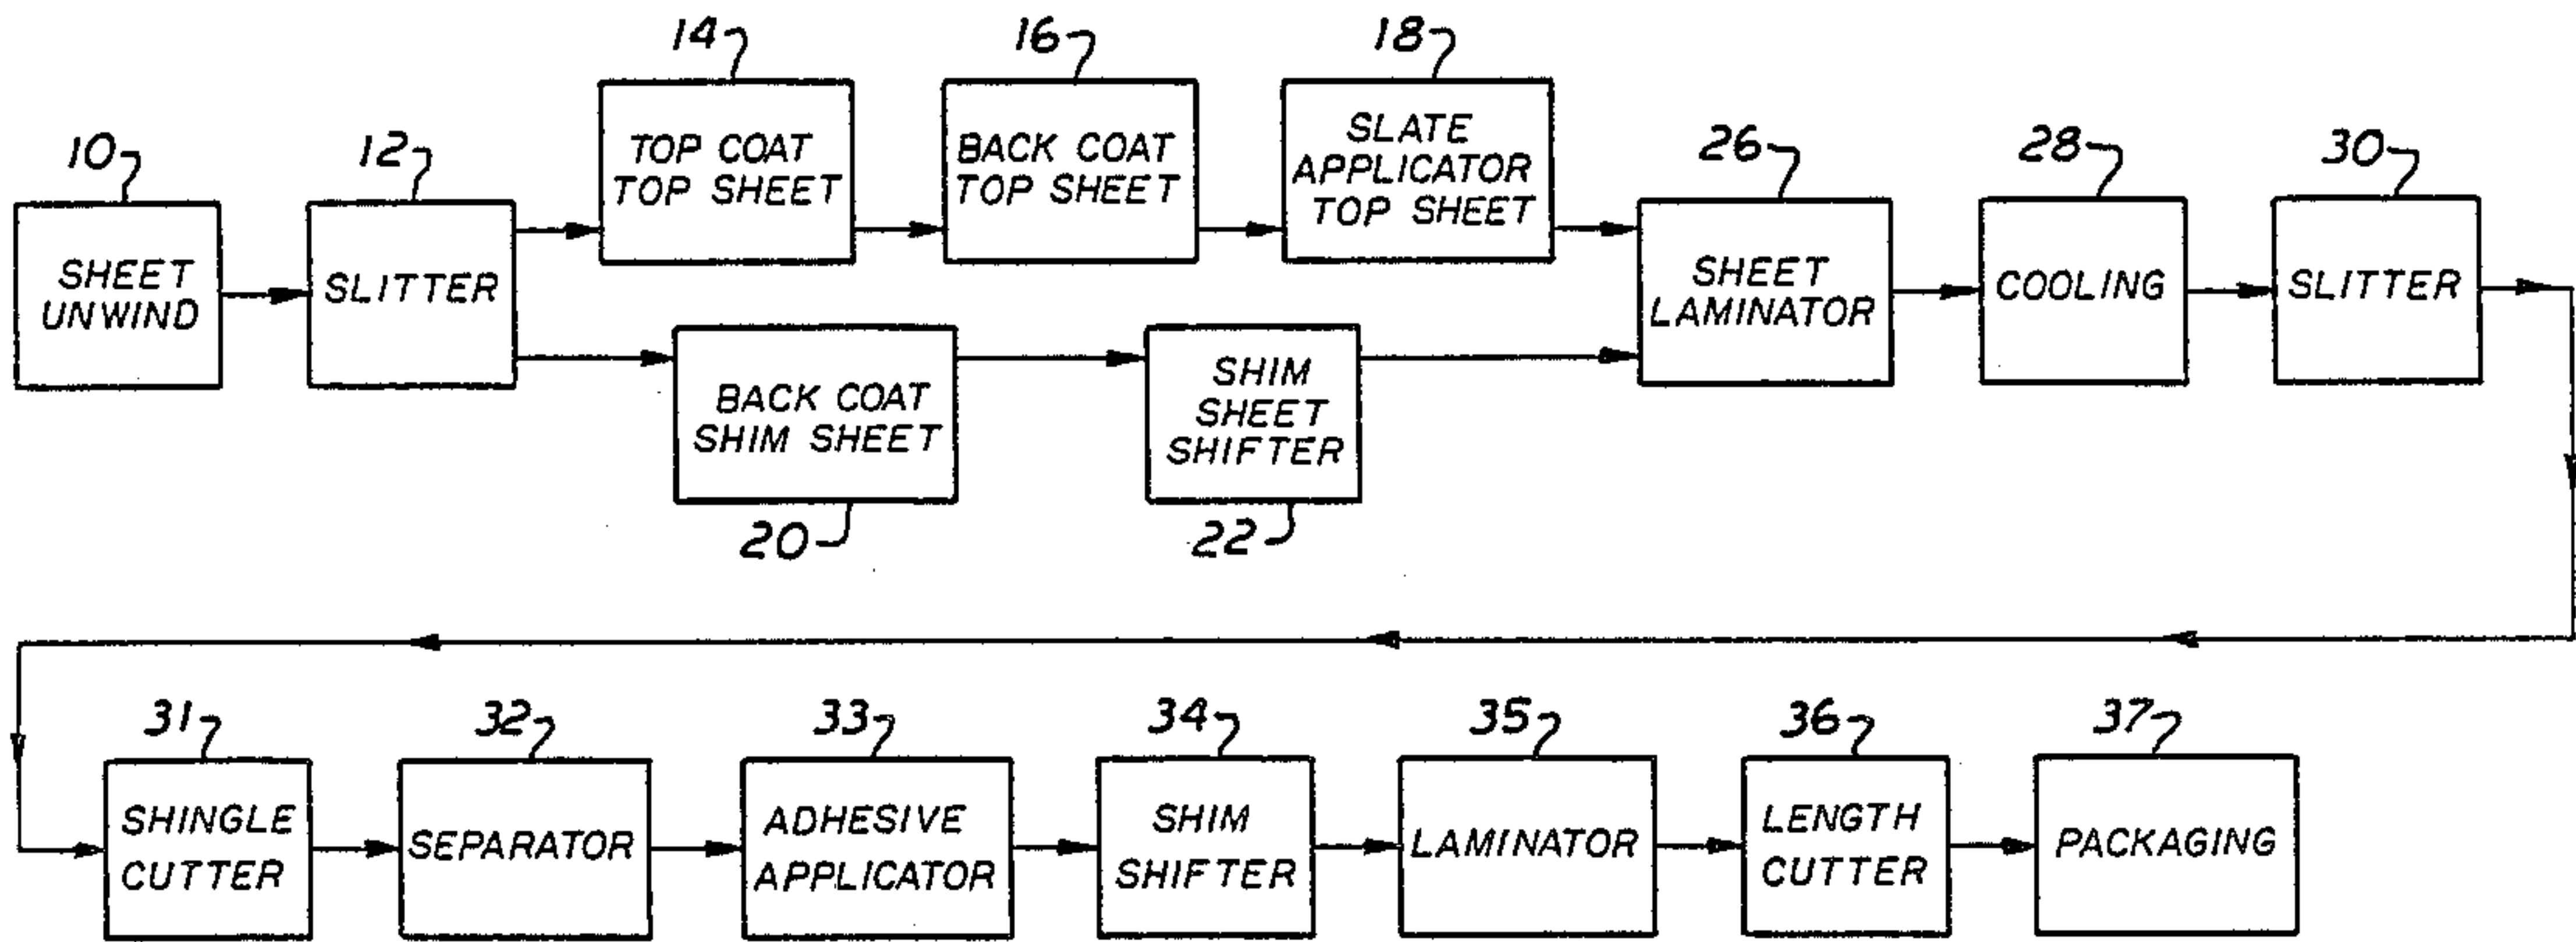 10
SHEET
UNWIND
12
SLITTER
14
TOP COAT
TOP SHEET
16
BACK COAT
TOP SHEET
18
SLATE
APPLICATOR
TOP SHEET
20
BACK COAT
SHIM SHEET
22
SHIM
SHEET
SHIFTER
26
SHEET
LAMINATOR
28
COOLING
30
SLITTER
31
SHINGLE
CUTTER
32
SEPARATOR
33
ADHESIVE
APPLICATOR
34
SHIM
SHIFTER
35
LAMINATOR
36
LENGTH
CUTTER
37
PACKAGING